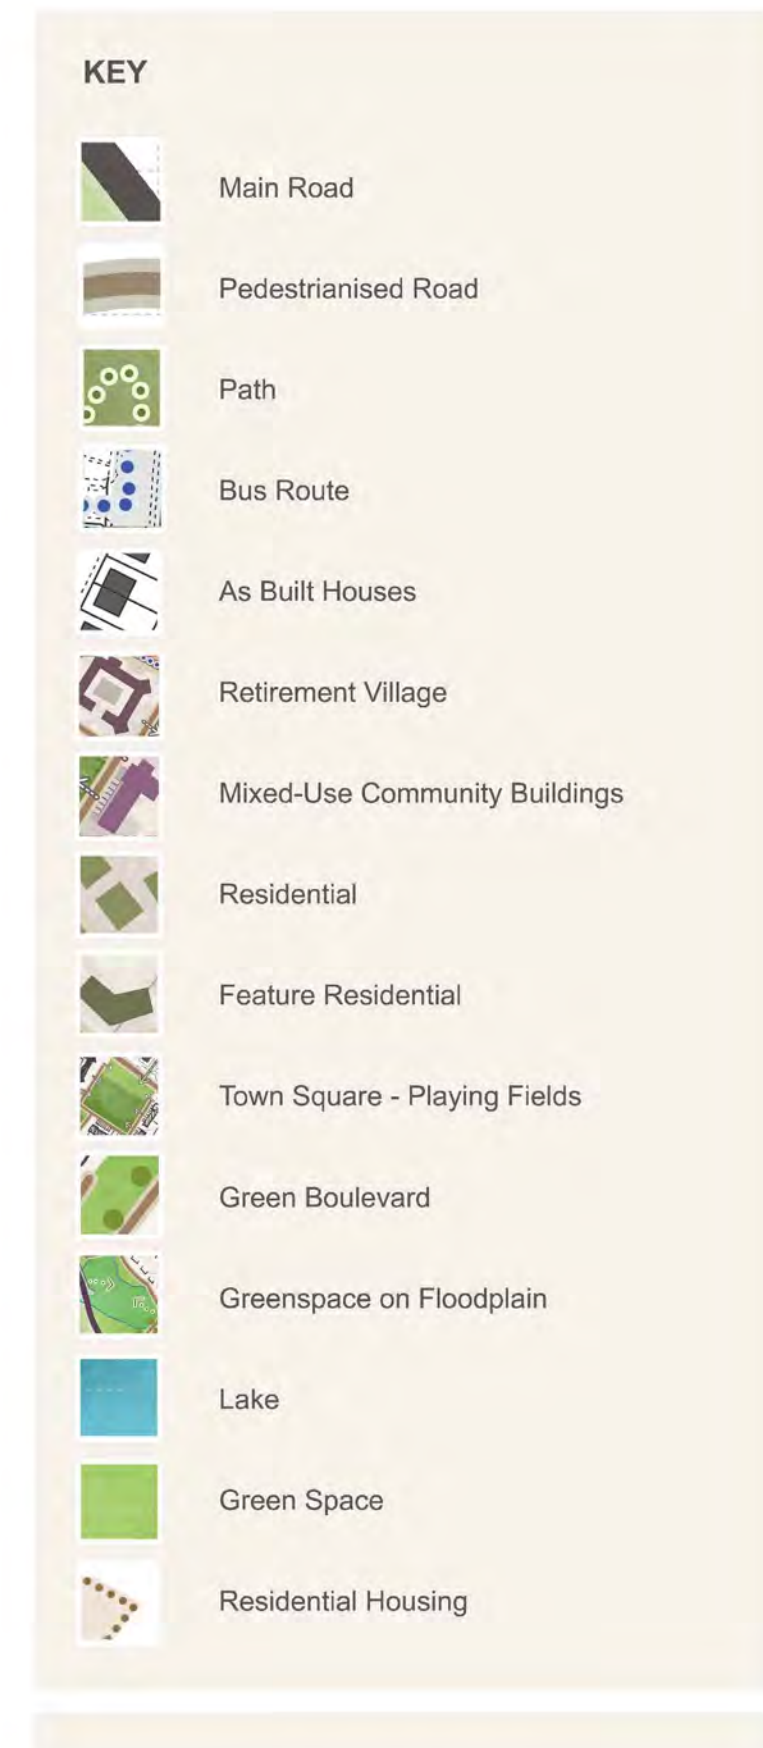 KEY
Main Road
Pedestrianised Road
Path
Bus Route
As Built Houses
Retirement Village
Mixed-Use Community Buildings
Residential
Feature Residential
Town Square - Playing Fields
Green Boulevard
Greenspace on Floodplain
Lake
Green Space
Residential Housing